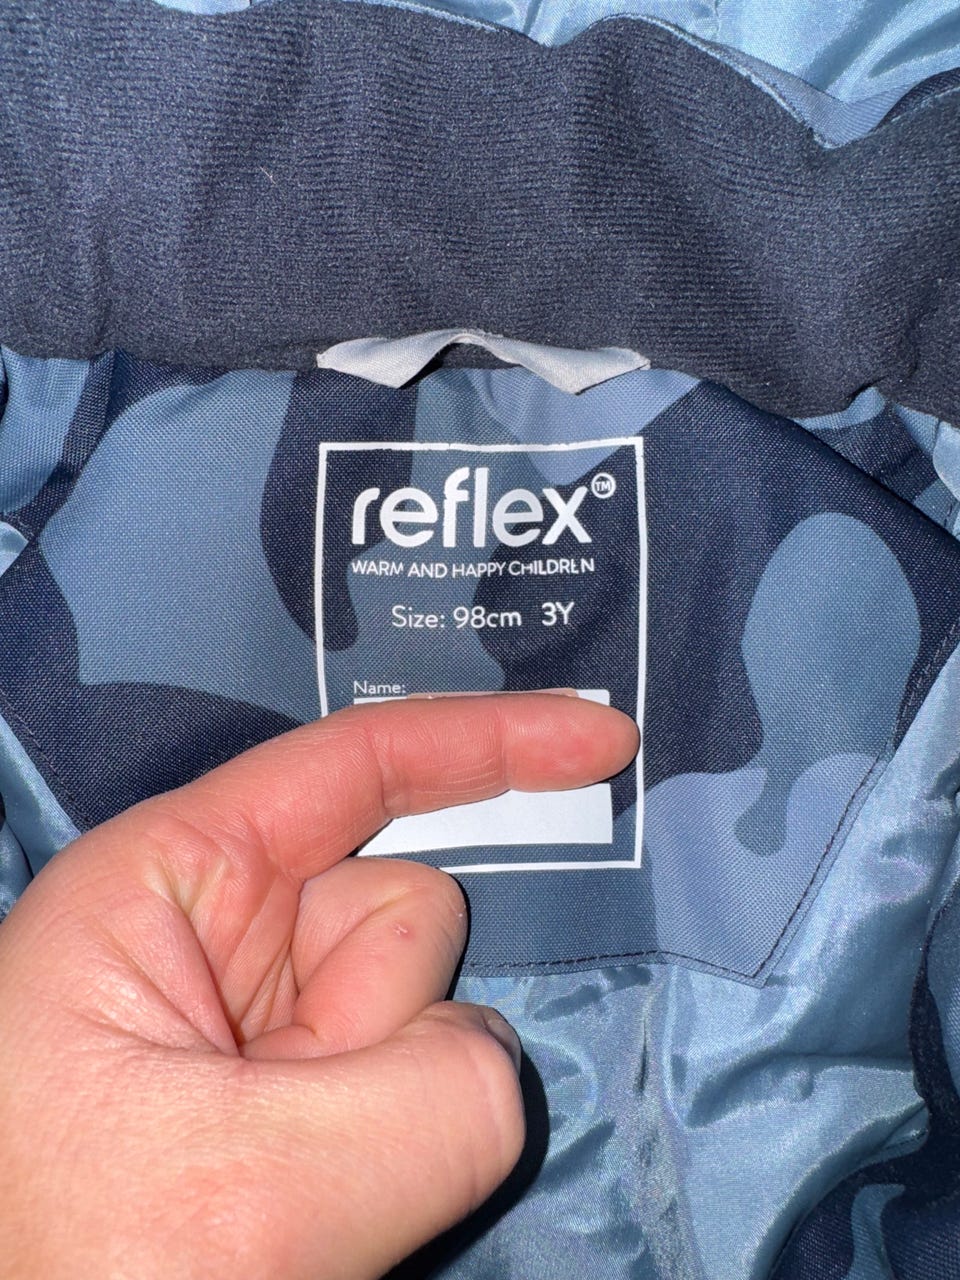 reflex™
WARM AND HAPPY CHILDREN
Size: 98cm 3Y
Name: